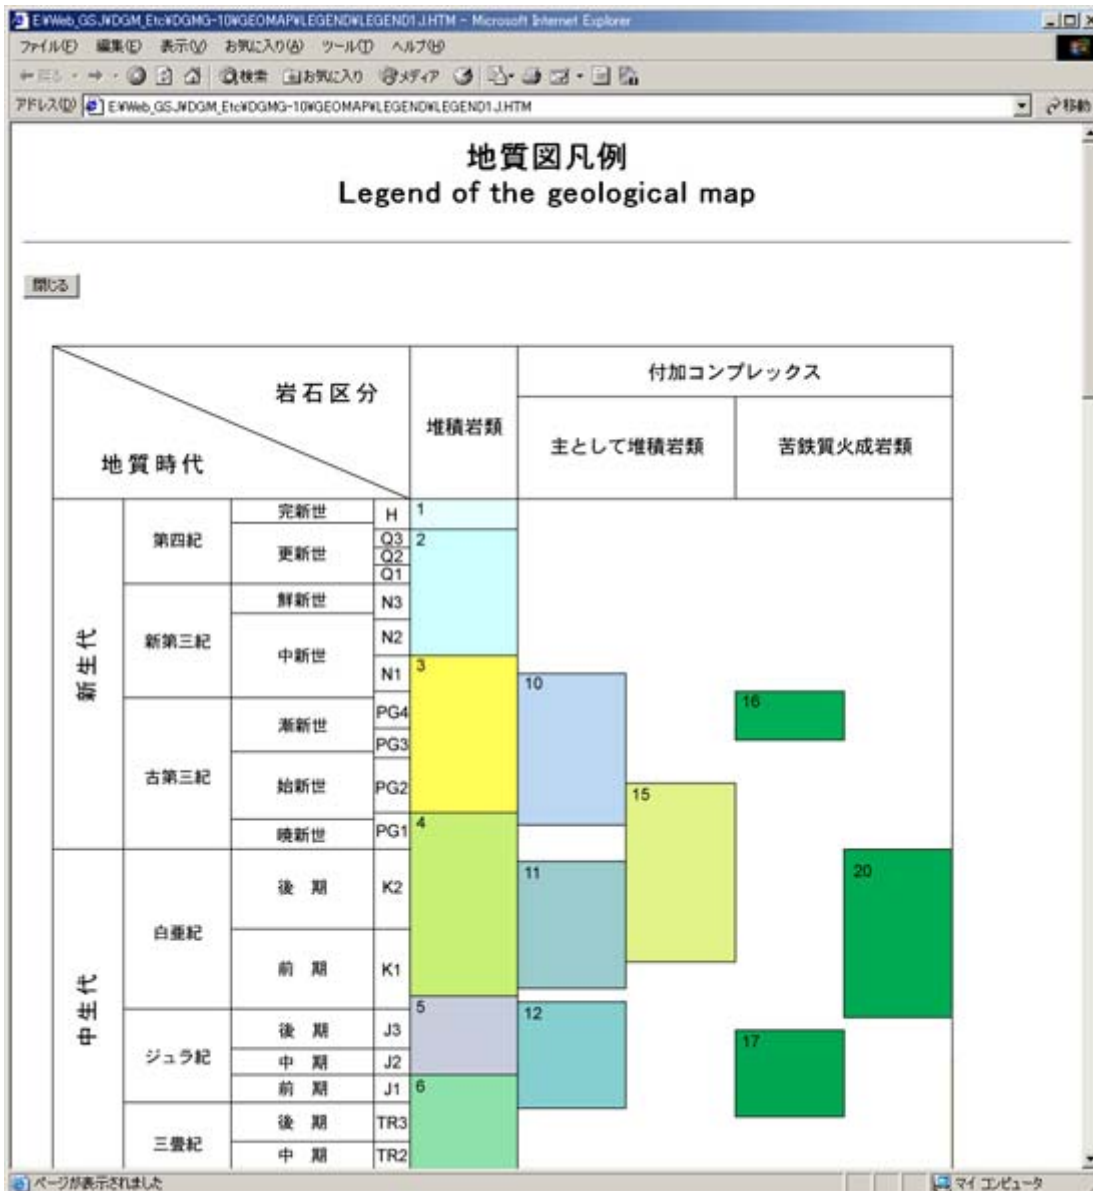 E:¥Web_GSJ¥DGM_Etc¥DGMG-10¥GEOMAP¥LEGEND¥LEGEND1J.HTM - Microsoft Internet Explorer
ファイル(F) 編集(E) 表示(V) お気に入り(A) ツール(T) ヘルプ(H)
戻る 検索 お気に入り メディア
アドレス(D) E:¥Web_GSJ¥DGM_Etc¥DGMG-10¥GEOMAP¥LEGEND¥LEGEND1J.HTM 移動
地質図凡例
Legend of the geological map
閉じる
岩石区分
地質時代
堆積岩類
付加コンプレックス
主として堆積岩類
苦鉄質火成岩類
新生代
第四紀
完新世 H 1
更新世 Q3 2
Q2
Q1
新第三紀
鮮新世 N3
中新世 N2
N1 3
10
16
古第三紀
漸新世 PG4
PG3
始新世 PG2
15
暁新世 PG1 4
中生代
白亜紀
後期 K2
11
20
前期 K1
ジュラ紀
5
12
後期 J3
17
中期 J2
前期 J1 6
三畳紀
後期 TR3
中期 TR2
ページが表示されました
マイ コンピュータ